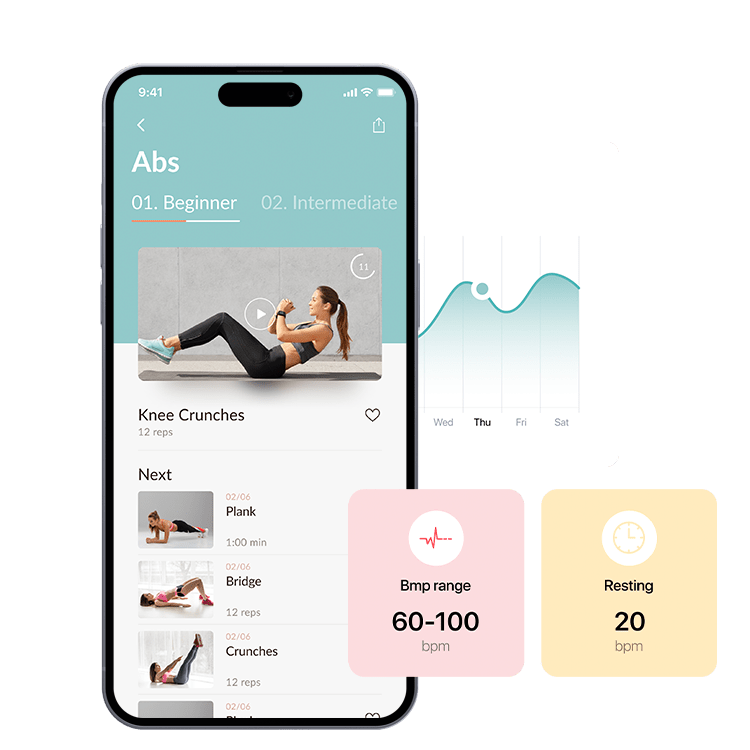 9:41
Abs
01. Beginner 02. Intermediate
11
Knee Crunches
12 reps
Next
02/06
Plank
1:00 min
02/06
Bridge
12 reps
02/06
Crunches
12 reps
02/06
Wed Thu Fri Sat
Bmp range
60-100
bpm
Resting
20
bpm